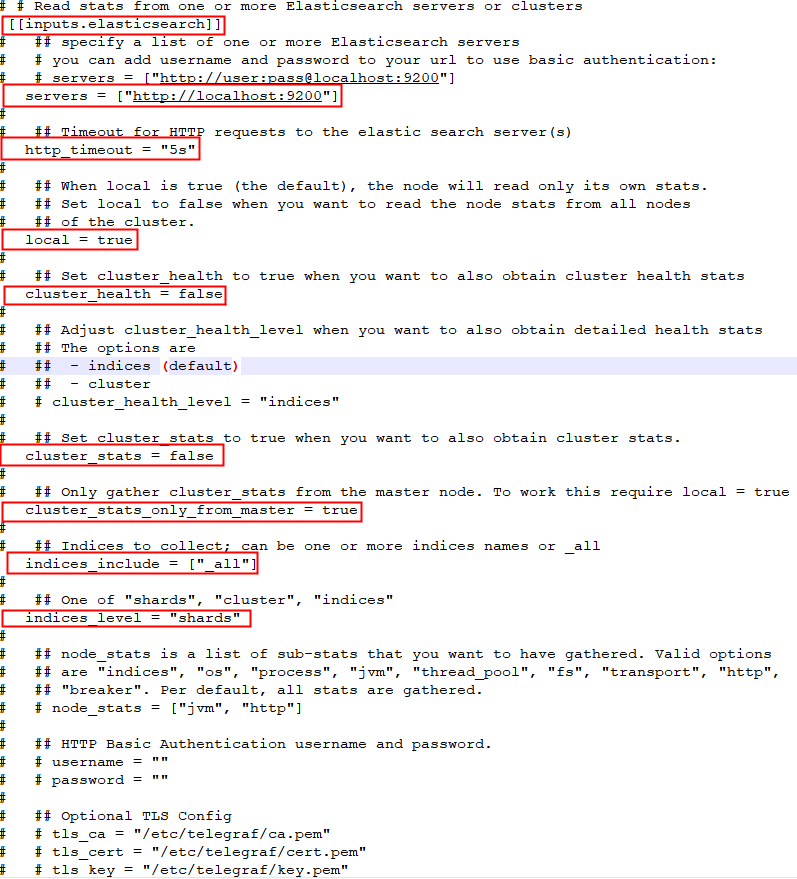 # # Read stats from one or more Elasticsearch servers or clusters
[[inputs.elasticsearch]]
#   ## specify a list of one or more Elasticsearch servers
#   # you can add username and password to your url to use basic authentication:
#   # servers = ["http://user:pass@localhost:9200"]
servers = ["http://localhost:9200"]
#
#   ## Timeout for HTTP requests to the elastic search server(s)
http_timeout = "5s"
#
#   ## When local is true (the default), the node will read only its own stats.
#   ## Set local to false when you want to read the node stats from all nodes
#   ## of the cluster.
local = true
#
#   ## Set cluster_health to true when you want to also obtain cluster health stats
cluster_health = false
#
#   ## Adjust cluster_health_level when you want to also obtain detailed health stats
#   ## The options are
#   ##  - indices (default)
#   ##  - cluster
#   # cluster_health_level = "indices"
#
#   ## Set cluster_stats to true when you want to also obtain cluster stats.
cluster_stats = false
#
#   ## Only gather cluster_stats from the master node. To work this require local = true
cluster_stats_only_from_master = true
#
#   ## Indices to collect; can be one or more indices names or _all
indices_include = ["_all"]
#
#   ## One of "shards", "cluster", "indices"
indices_level = "shards"
#
#   ## node_stats is a list of sub-stats that you want to have gathered. Valid options
#   ## are "indices", "os", "process", "jvm", "thread_pool", "fs", "transport", "http",
#   ## "breaker". Per default, all stats are gathered.
#   # node_stats = ["jvm", "http"]
#
#   ## HTTP Basic Authentication username and password.
#   # username = ""
#   # password = ""
#
#   ## Optional TLS Config
#   # tls_ca = "/etc/telegraf/ca.pem"
#   # tls_cert = "/etc/telegraf/cert.pem"
#   # tls_key = "/etc/telegraf/key.pem"